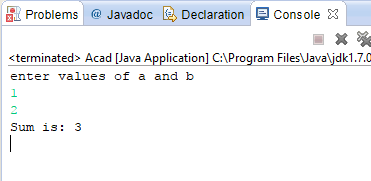 Problems @ Javadoc Declaration Console
<terminated> Acad [Java Application] C:\Program Files\Java\jdk1.7.0
enter values of a and b
1
2
Sum is: 3